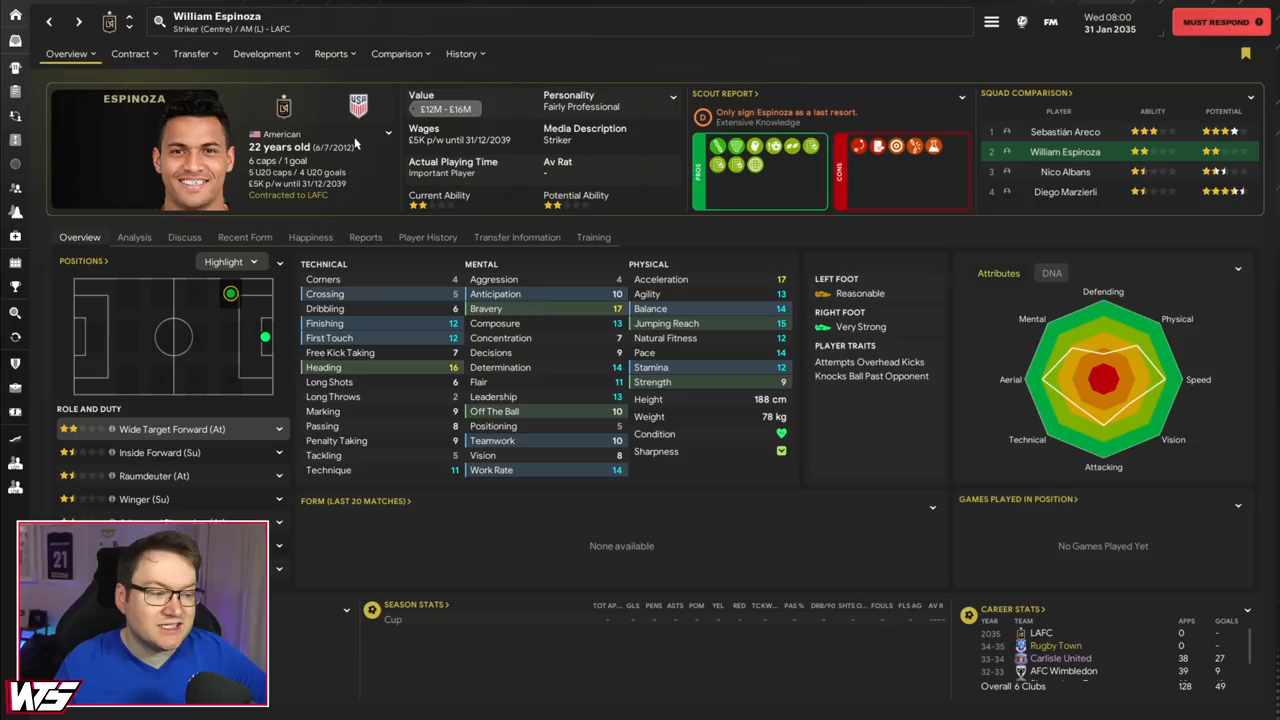 William Espinoza
Striker (Centre) / AM (L) - LAFC
FM
Wed 08:00
31 Jan 2035
MUST RESPOND
Overview
Contract
Transfer
Development
Reports
Comparison
History
ESPINOZA
USP
American
22 years old (6/7/2012)
6 caps / 1 goal
5 U20 caps / 4 U20 goals
£5K p/w until 31/12/2039
Contracted to LAFC
Value
£12M - £16M
Wages
£5K p/w until 31/12/2039
Actual Playing Time
Important Player
Current Ability
Personality
Fairly Professional
Media Description
Striker
Av Rat
-
Potential Ability
SCOUT REPORT
D
Only sign Espinoza as a last resort.
Extensive Knowledge
PROS
CONS
SQUAD COMPARISON >
PLAYER ABILITY POTENTIAL
1 Sebastián Areco
2 William Espinoza
3 Nico Albans
4 Diego Marzierli
Overview
Analysis
Discuss
Recent Form
Happiness
Reports
Player History
Transfer Information
Training
POSITIONS >
Highlight
ROLE AND DUTY
Wide Target Forward (At)
Inside Forward (Su)
Raumdeuter (At)
Winger (Su)
TECHNICAL
Corners 4
Crossing 5
Dribbling 6
Finishing 12
First Touch 12
Free Kick Taking 7
Heading 16
Long Shots 6
Long Throws 2
Marking 9
Passing 8
Penalty Taking 9
Tackling 5
Technique 11
MENTAL
Aggression 4
Anticipation 10
Bravery 17
Composure 13
Concentration 7
Decisions 9
Determination 14
Flair 11
Leadership 13
Off The Ball 10
Positioning 5
Teamwork 10
Vision 8
Work Rate 14
PHYSICAL
Acceleration 17
Agility 13
Balance 14
Jumping Reach 15
Natural Fitness 12
Pace 14
Stamina 12
Strength 9
Height 188 cm
Weight 78 kg
Condition
Sharpness
LEFT FOOT
Reasonable
RIGHT FOOT
Very Strong
PLAYER TRAITS
Attempts Overhead Kicks
Knocks Ball Past Opponent
Attributes
DNA
Defending
Physical
Speed
Vision
Attacking
Technical
Aerial
Mental
FORM (LAST 20 MATCHES) >
None available
GAMES PLAYED IN POSITION >
No Games Played Yet
SEASON STATS >
TOT AP... GLS PENS ASTS POM YEL RED TCKW... PAS % DRB/90 SHTS O... FOULS FLS AG AV R
Cup - - - - - - - - - - - - - ----
CAREER STATS >
YEAR TEAM APPS GOALS
2035 LAFC 0 -
34-35 Rugby Town 0 -
33-34 Carlisle United 38 27
32-33 AFC Wimbledon 39 9
Overall 6 Clubs 128 49
21
WTS